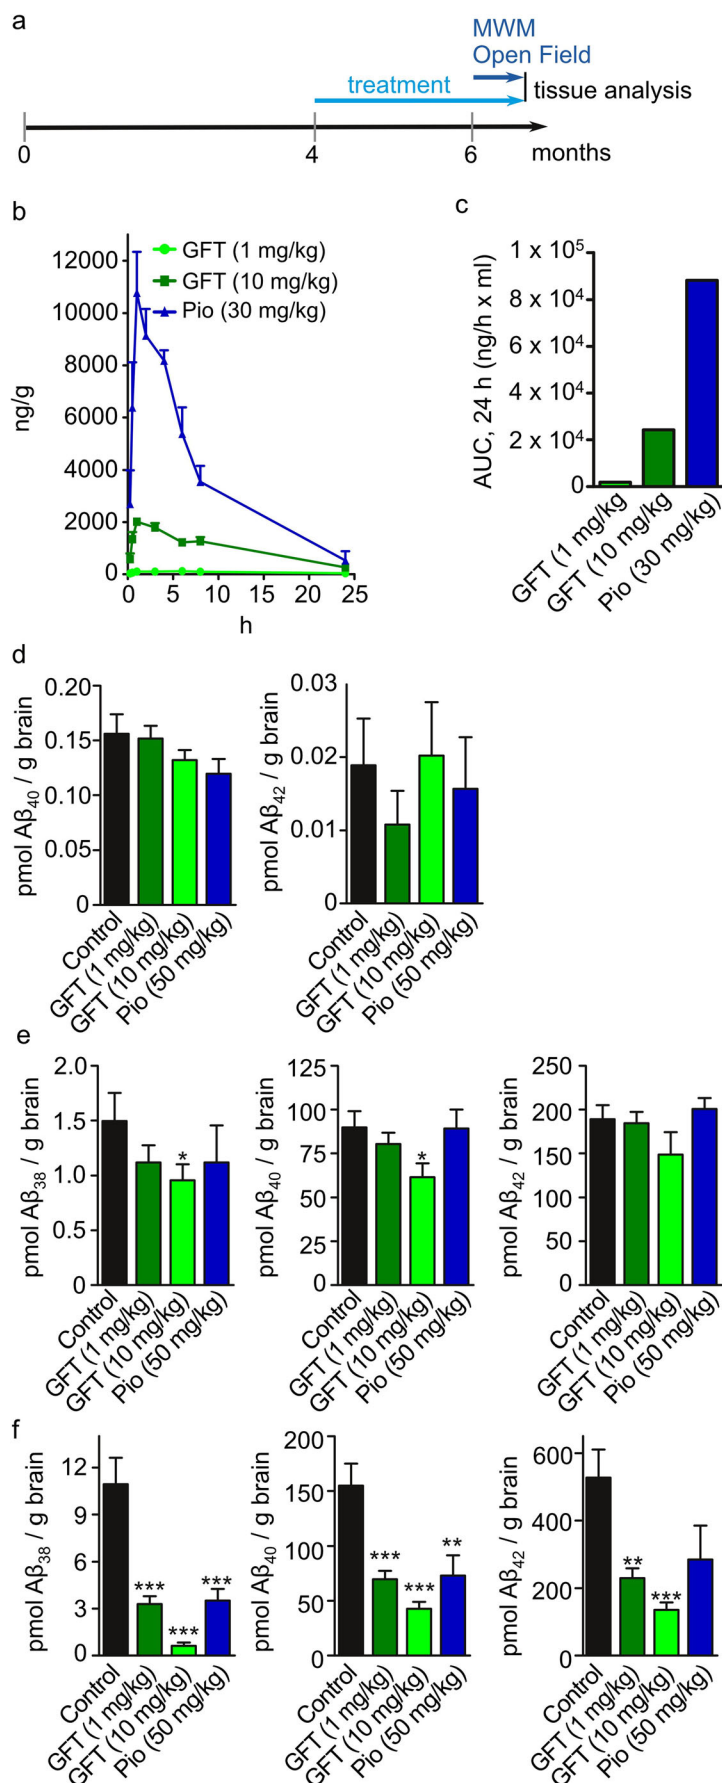 a
MWM
Open Field
treatment
tissue analysis
0
4
6
months
b
ng/g
12000
10000
8000
6000
4000
2000
0
GFT (1 mg/kg)
GFT (10 mg/kg)
Pio (30 mg/kg)
0
5
10
15
20
25
h
c
AUC, 24 h (ng/h x ml)
1 x 10⁵
8 x 10⁴
6 x 10⁴
4 x 10⁴
2 x 10⁴
0
GFT (1 mg/kg
GFT (10 mg/kg
Pio (30 mg/kg)
d
pmol Aβ₄₀ / g brain
0.20
0.15
0.10
0.05
0
Control
GFT (1 mg/kg)
GFT (10 mg/kg)
Pio (50 mg/kg)
pmol Aβ₄₂ / g brain
0.03
0.02
0.01
0
Control
GFT (1 mg/kg)
GFT (10 mg/kg)
Pio (50 mg/kg)
e
pmol Aβ₃₈ / g brain
2.0
1.5
1.0
0.5
0
*
Control
GFT (1 mg/kg)
GFT (10 mg/kg)
Pio (50 mg/kg)
pmol Aβ₄₀ / g brain
125
100
75
50
25
0
*
Control
GFT (1 mg/kg)
GFT (10 mg/kg)
Pio (50 mg/kg)
pmol Aβ₄₂ / g brain
250
200
150
100
50
0
Control
GFT (1 mg/kg)
GFT (10 mg/kg)
Pio (50 mg/kg)
f
pmol Aβ₃₈ / g brain
12
9
6
3
0
***
***
***
Control
GFT (1 mg/kg)
GFT (10 mg/kg)
Pio (50 mg/kg)
pmol Aβ₄₀ / g brain
200
150
100
50
0
***
***
**
Control
GFT (1 mg/kg)
GFT (10 mg/kg)
Pio (50 mg/kg)
pmol Aβ₄₂ / g brain
600
400
200
0
**
***
Control
GFT (1 mg/kg)
GFT (10 mg/kg)
Pio (50 mg/kg)